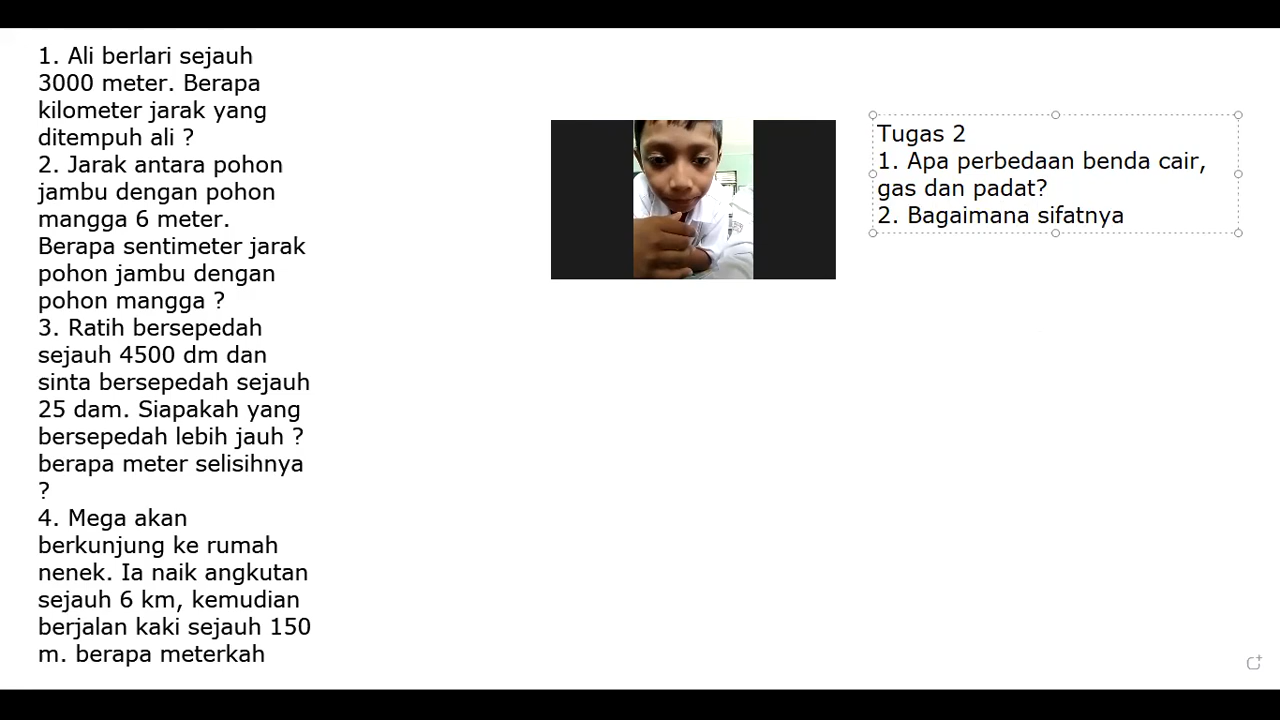 1. Ali berlari sejauh
3000 meter. Berapa
kilometer jarak yang
ditempuh ali ?
2. Jarak antara pohon
jambu dengan pohon
mangga 6 meter.
Berapa sentimeter jarak
pohon jambu dengan
pohon mangga ?
3. Ratih bersepedah
sejauh 4500 dm dan
sinta bersepedah sejauh
25 dam. Siapakah yang
bersepedah lebih jauh ?
berapa meter selisihnya
?
4. Mega akan
berkunjung ke rumah
nenek. Ia naik angkutan
sejauh 6 km, kemudian
berjalan kaki sejauh 150
m. berapa meterkah
Tugas 2
1. Apa perbedaan benda cair,
gas dan padat?
2. Bagaimana sifatnya